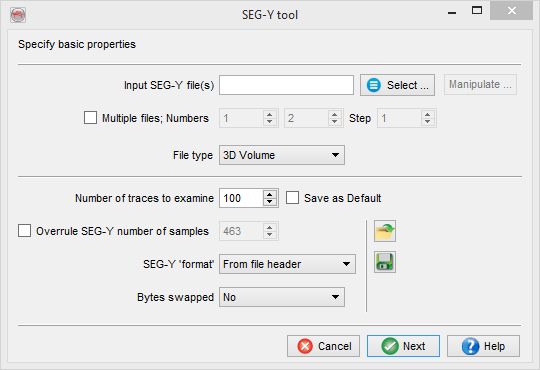 SEG-Y tool
Specify basic properties
Input SEG-Y file(s) Select ... Manipulate ...
Multiple files; Numbers 1 2 Step 1
File type 3D Volume
Number of traces to examine 100 Save as Default
Overrule SEG-Y number of samples 463
SEG-Y 'format' From file header
Bytes swapped No
Cancel Next Help